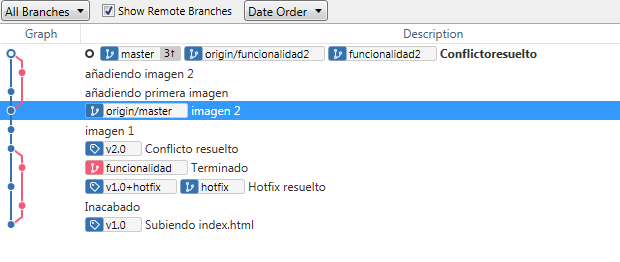 All Branches Show Remote Branches Date Order
Graph Description
master 3↑ origin/funcionalidad2 funcionalidad2 Conflictoresuelto
añadiendo imagen 2
añadiendo primera imagen
origin/master imagen 2
imagen 1
v2.0 Conflicto resuelto
funcionalidad Terminado
v1.0+hotfix hotfix Hotfix resuelto
Inacabado
v1.0 Subiendo index.html